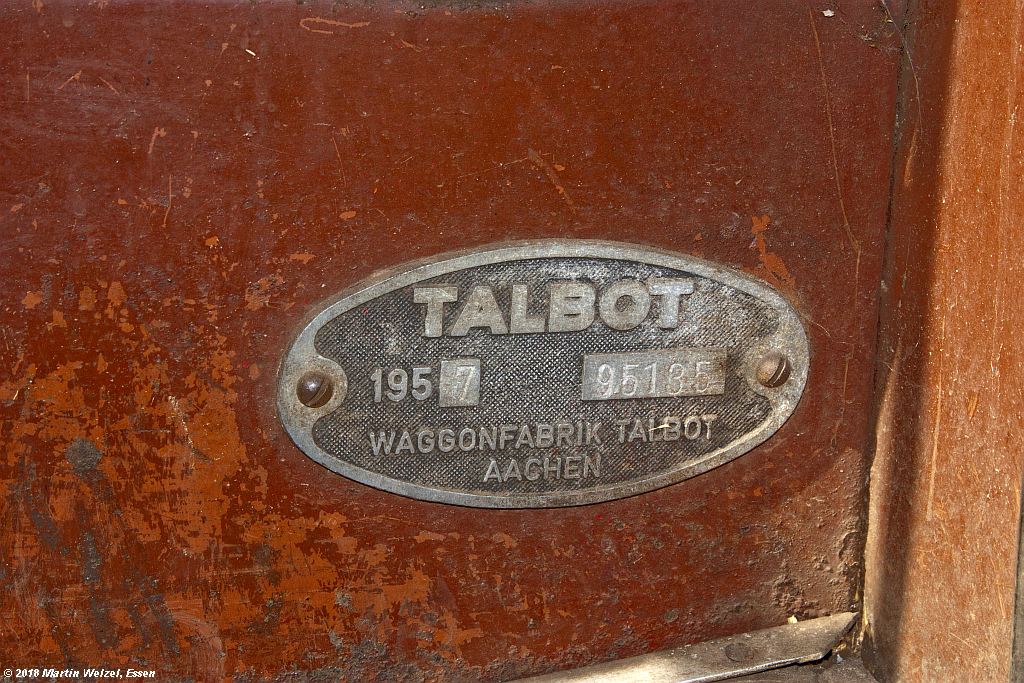 TALBOT
1957 95135
WAGGONFABRIK TALBOT
AACHEN
© 2018 Martin Welzel, Essen